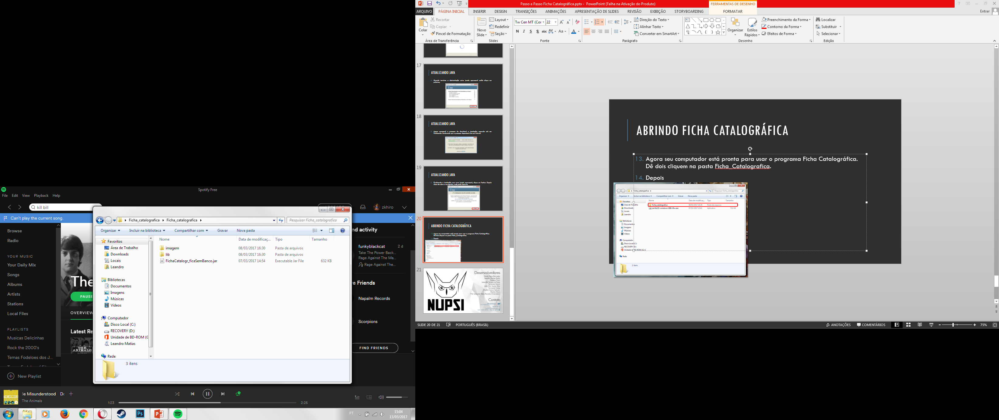 Spotify Free
File Edit View Playback Help
kill bill
zkhiro
Can't play the current song.
Browse
Radio
YOUR MUSIC
Your Daily Mix
Songs
Albums
Artists
Stations
Local Files
PLAYLISTS
Musicas Delicinhas
Rock the 2000's
Temas Fodeloes dos J...
New Playlist
The
PAUSE
OVERVIEW
Latest Re
THE ANIMALS
nd activity
funkyblackcat 2 d
Take The Power Back...
Rage Against The Ma...
Rage Against The...
e Friends
Napalm Records
Scorpions
FIND FRIENDS
Ficha_catalografica Ficha_catalografica
Pesquisar Ficha_catalografica
Organizar Incluir na biblioteca Compartilhar com Gravar Nova pasta
Favoritos
Área de Trabalho
Downloads
Locais
Leandro
Bibliotecas
Documentos
Imagens
Músicas
Vídeos
Computador
Disco Local (C:)
RECOVERY (D:)
Unidade de BD-ROM (G
Leandro Matias
Rede
Nome Data de modificaç... Tipo Tamanho
imagem 08/03/2017 16:30 Pasta de arquivos
lib 08/03/2017 16:30 Pasta de arquivos
FichaCatalogr_ficaSemBanco.jar 07/03/2017 14:54 Executable Jar File 632 KB
3 itens
Be Misunderstood
The Animals
1:23 2:25
PT
15:04
13/03/2017
Passo a Passo Ficha Catalográfica.pptx - PowerPoint (Falha na Ativação do Produto)
FERRAMENTAS DE DESENHO
ARQUIVO PÁGINA INICIAL INSERIR DESIGN TRANSIÇÕES ANIMAÇÕES APRESENTAÇÃO DE SLIDES REVISÃO EXIBIÇÃO STORYBOARDING FORMATAR Entrar
Colar
Recortar
Copiar
Pincel de Formatação
Área de Transferência
Novo Slide
Layout
Redefinir
Seção
Slides
Tw Cen MT (Cor 22
N I S S abc AV Aa A
Fonte
Direção do Texto
Alinhar Texto
Converter em SmartArt
Parágrafo
Organizar
Estilos Rápidos
Preenchimento da Forma
Contorno da Forma
Efeitos de Forma
Desenho
Localizar
Substituir
Selecionar
Edição
17
ATUALIZANDO JAVA
18
ATUALIZANDO JAVA
19
ATUALIZANDO JAVA
20
ABRINDO FICHA CATALOGRÁFICA
21
NUPSI
Desenvolvedores
Contato
ABRINDO FICHA CATALOGRÁFICA
13. Agora seu computador está pronta para usar o programa Ficha Catalográfica.
Dê dois cliquem na pasta Ficha_Catalografica.
14. Depois
Ficha_catalografica
Pesquisar Ficha_catalografica
Organizar Incluir na biblioteca Compartilhar com Gravar Nova pasta
Nome Data de modificaç... Tipo Tamanho
Ficha_catalografica 08/03/2017 16:30 Pasta de arquivos
jre-8u121-windows-i586-iftw.exe 07/03/2017 15:01 Aplicativo 722 KB
Favoritos
Área de Trabalho
Downloads
Locais
Leandro
Bibliotecas
Documentos
Imagens
Músicas
Vídeos
Computador
Disco Local (C:)
RECOVERY (D:)
Unidade de BD-ROM (G:) S
Rede
2 itens
SLIDE 20 DE 21 PORTUGUÊS (BRASIL) ANOTAÇÕES COMENTÁRIOS 75%